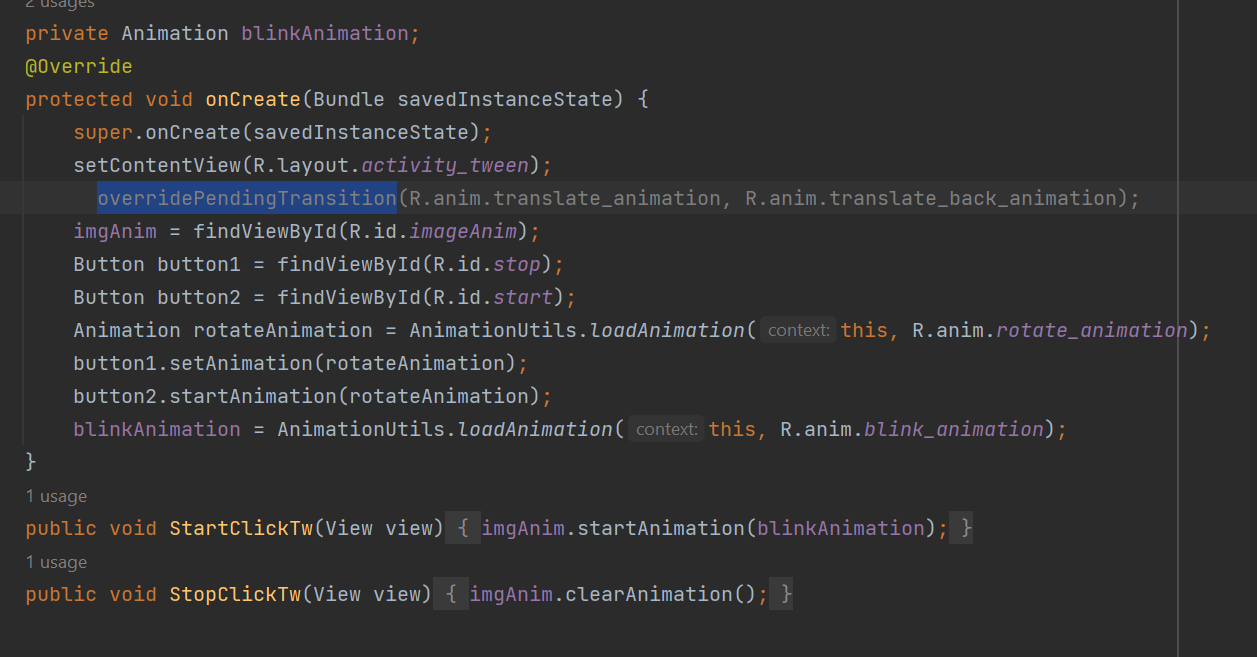 2 usages
private Animation blinkAnimation;
@Override
protected void onCreate(Bundle savedInstanceState) {
super.onCreate(savedInstanceState);
setContentView(R.layout.activity_tween);
overridePendingTransition(R.anim.translate_animation, R.anim.translate_back_animation);
imgAnim = findViewById(R.id.imageAnim);
Button button1 = findViewById(R.id.stop);
Button button2 = findViewById(R.id.start);
Animation rotateAnimation = AnimationUtils.loadAnimation( context: this, R.anim.rotate_animation);
button1.setAnimation(rotateAnimation);
button2.startAnimation(rotateAnimation);
blinkAnimation = AnimationUtils.loadAnimation( context: this, R.anim.blink_animation);
}
1 usage
public void StartClickTw(View view) { imgAnim.startAnimation(blinkAnimation); }
1 usage
public void StopClickTw(View view) { imgAnim.clearAnimation(); }